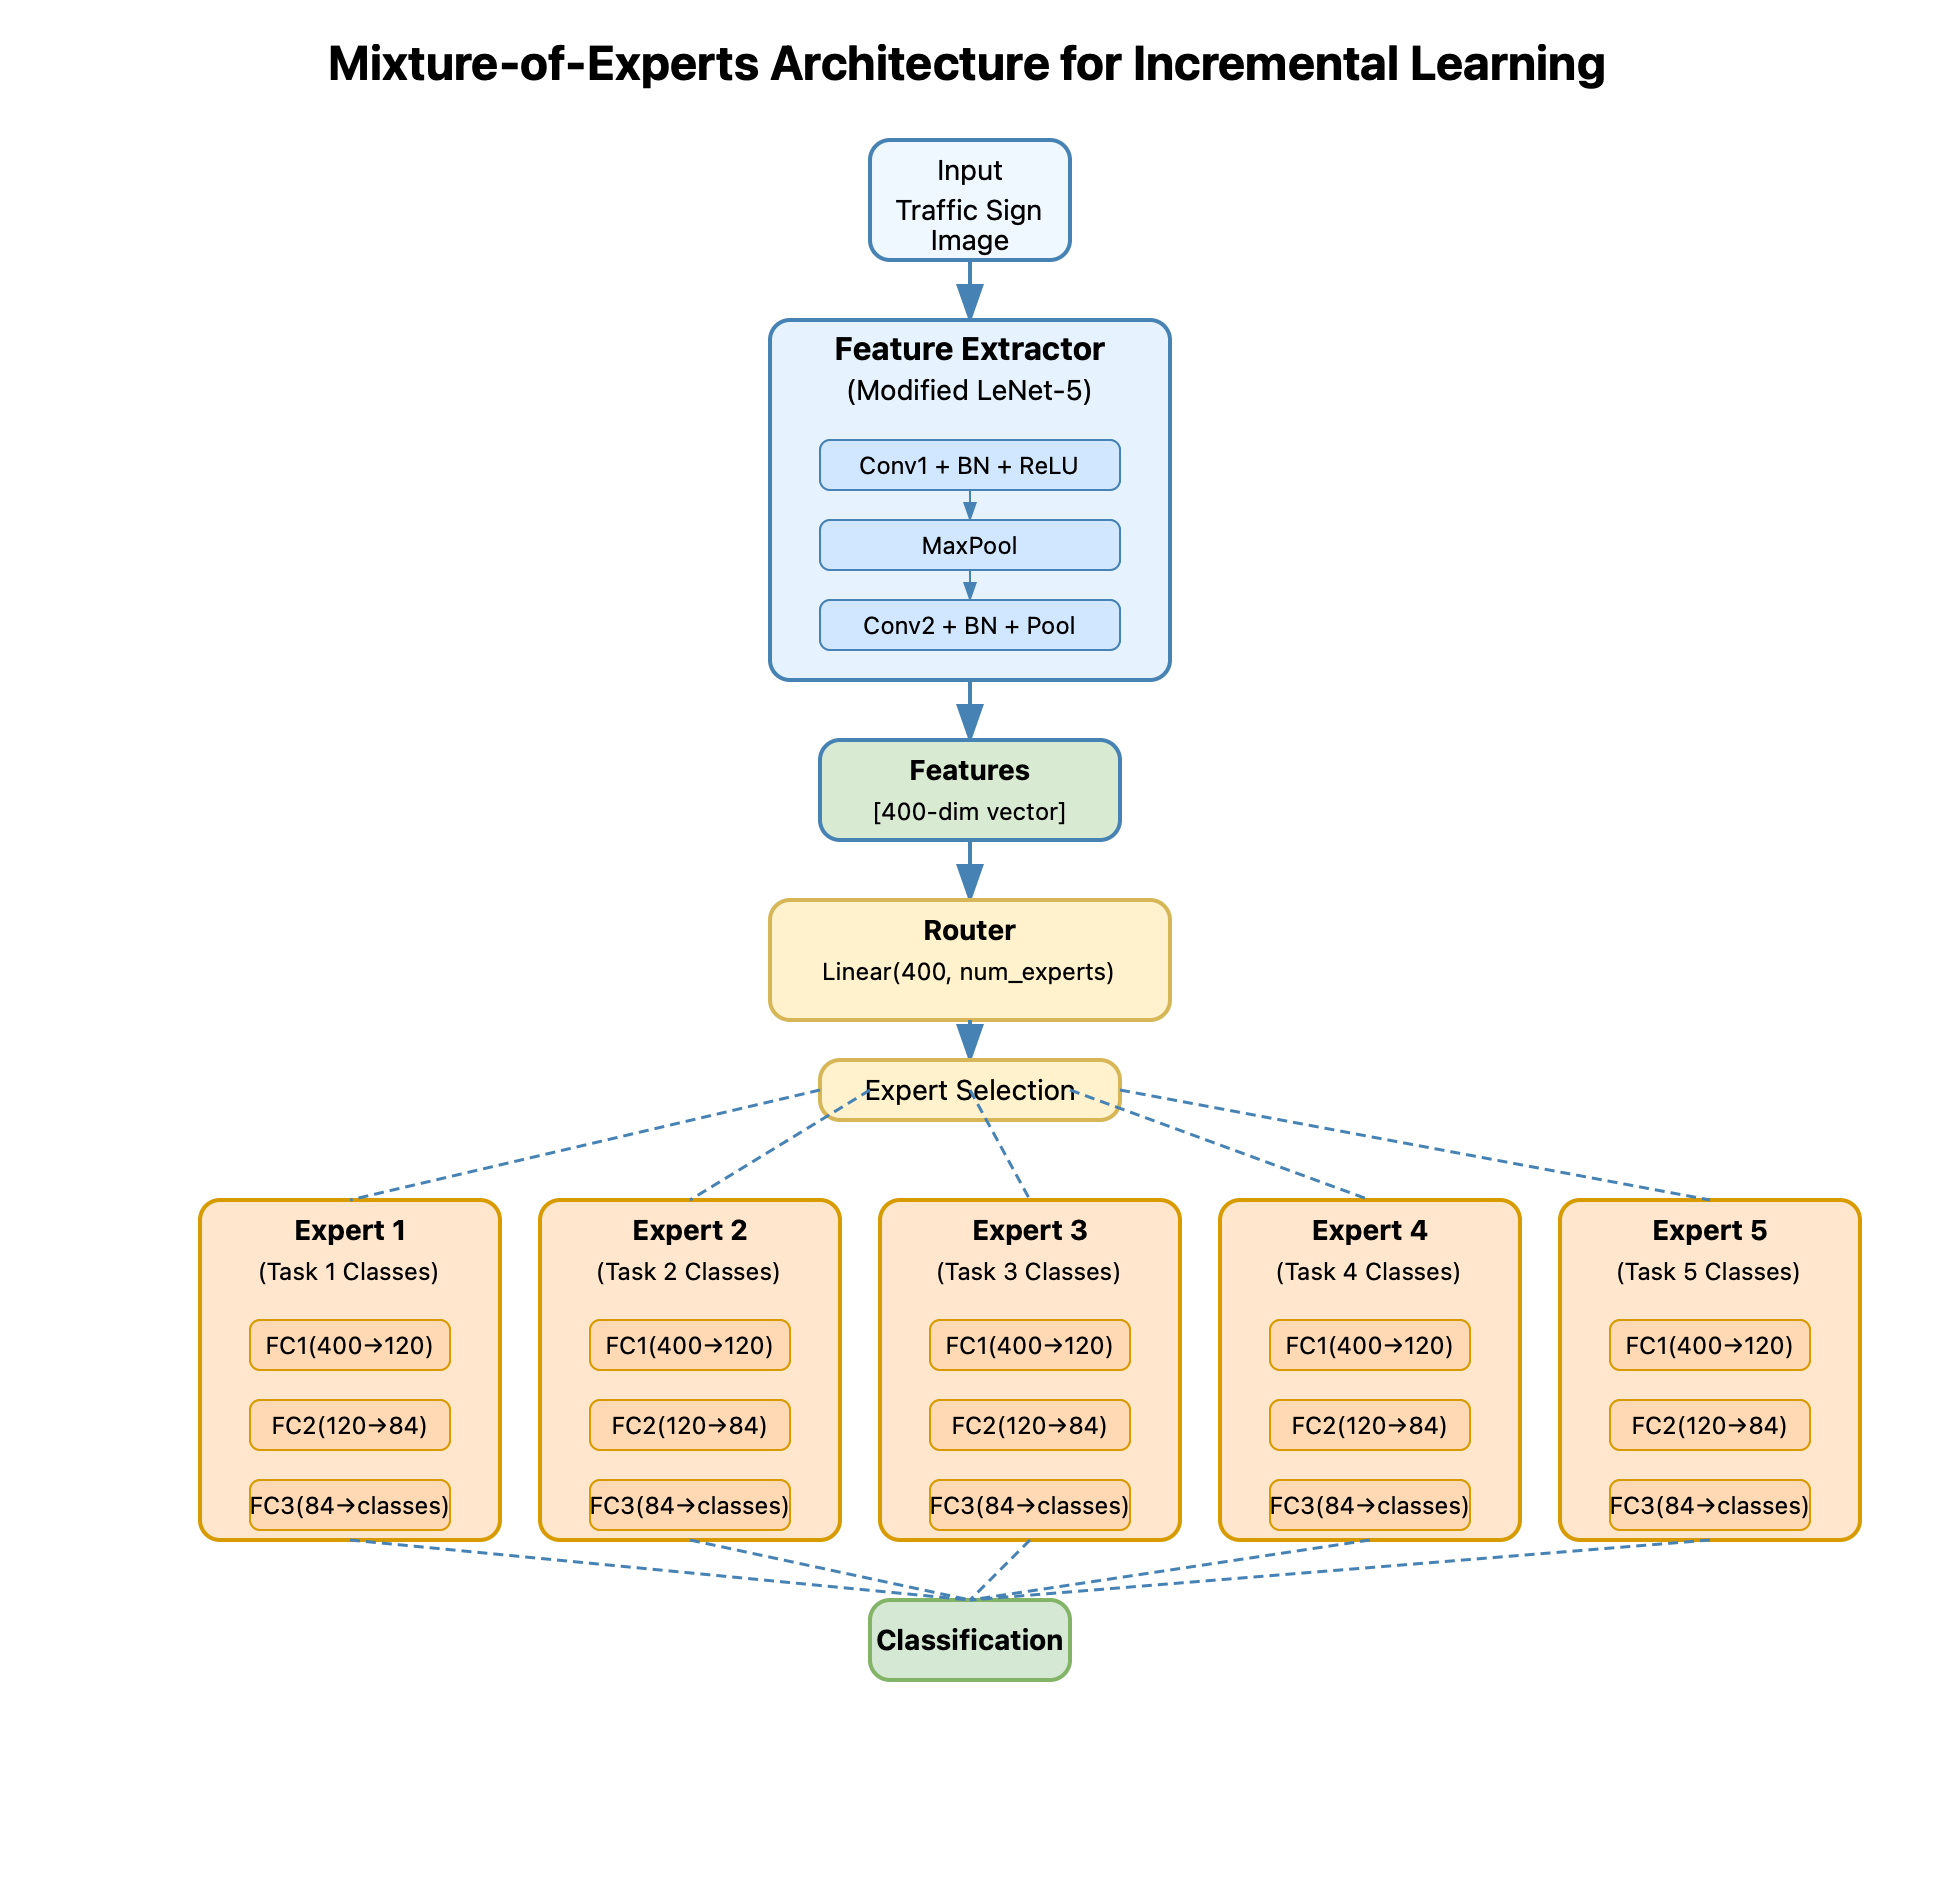 Mixture-of-Experts Architecture for Incremental Learning
Input
Traffic Sign
Image
Feature Extractor
(Modified LeNet-5)
Conv1 + BN + ReLU
MaxPool
Conv2 + BN + Pool
Features
[400-dim vector]
Router
Linear(400, num_experts)
Expert Selection
Expert 1
(Task 1 Classes)
FC1(400→120)
FC2(120→84)
FC3(84→classes)
Expert 2
(Task 2 Classes)
FC1(400→120)
FC2(120→84)
FC3(84→classes)
Expert 3
(Task 3 Classes)
FC1(400→120)
FC2(120→84)
FC3(84→classes)
Expert 4
(Task 4 Classes)
FC1(400→120)
FC2(120→84)
FC3(84→classes)
Expert 5
(Task 5 Classes)
FC1(400→120)
FC2(120→84)
FC3(84→classes)
Classification